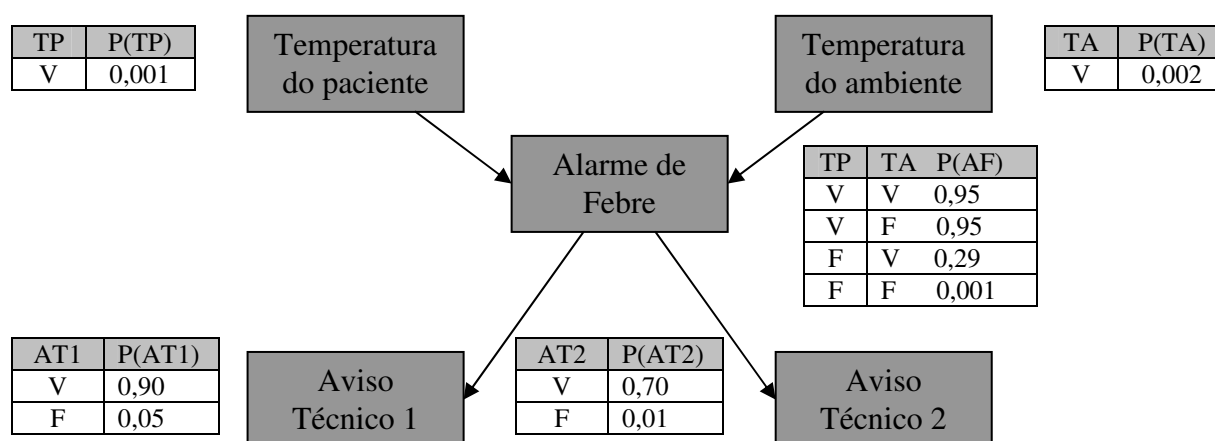 TP P(TP)
V 0,001
Temperatura
do paciente
Temperatura
do ambiente
TA P(TA)
V 0,002
Alarme de
Febre
TP TA P(AF)
V V 0,95
V F 0,95
F V 0,29
F F 0,001
AT1 P(AT1)
V 0,90
F 0,05
Aviso
Técnico 1
AT2 P(AT2)
V 0,70
F 0,01
Aviso
Técnico 2